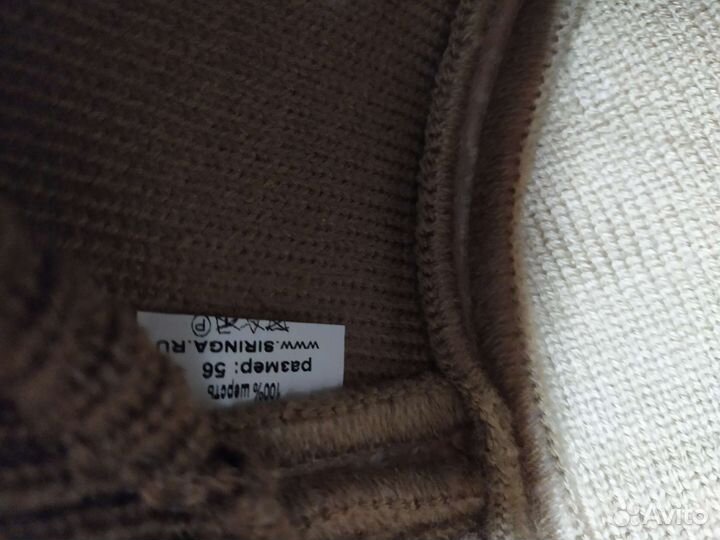 100% шерсть
размер: 56
www.SIRINGA.RU
P
Avito